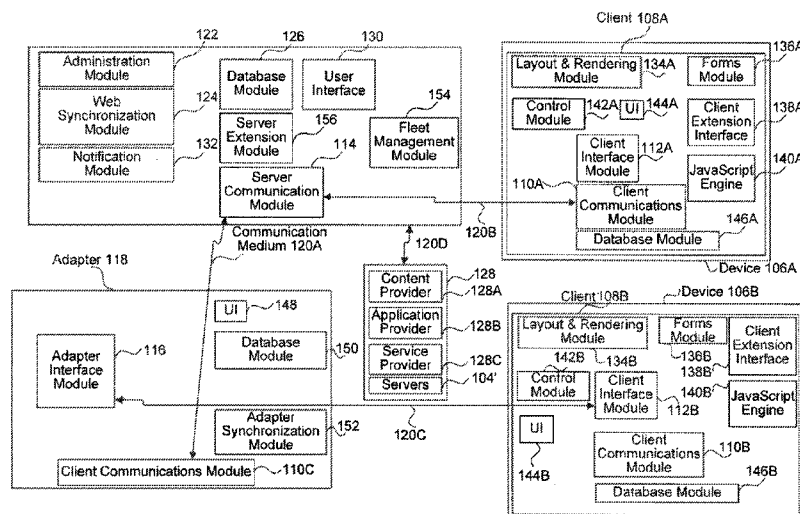 Client 108A
122
126
130
136A
Administration Module
Database Module
User Interface
Layout & Rendering Module
134A
Forms Module
154
124
Web Synchronization Module
Control Module
142A
UI
144A
Client Extension Interface
138A
Server Extension Module
156
Fleet Management Module
132
Notification Module
114
Client Interface Module
112A
Server Communication Module
110A
JavaScript Engine
140A
Client Communications Module
146A
Database Module
120B
Communication Medium 120A
120D
Device 106A
Adapter 118
128
Device 106B
Content Provider
128A
Client 108B
UI
148
Layout & Rendering Module
Forms Module
Client Extension Interface
Application Provider
128B
142B
134B
136B
116
Adapter Interface Module
Database Module
150
138B
Service Provider
128C
Control Module
Client Interface Module
140B
JavaScript Engine
Servers
104'
112B
Adapter Synchronization Module
152
120C
UI
Client Communications Module
110B
Client Communications Module
110C
144B
146B
Database Module